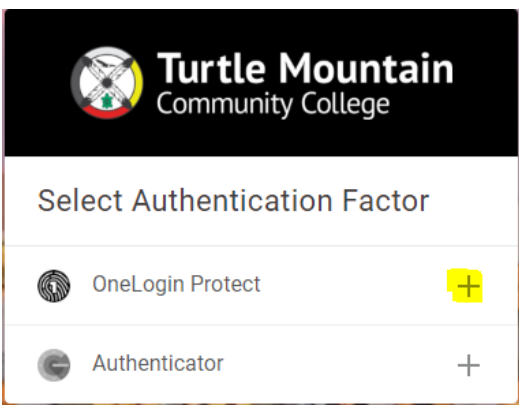 Turtle Mountain
Community College
Select Authentication Factor
OneLogin Protect +
Authenticator +